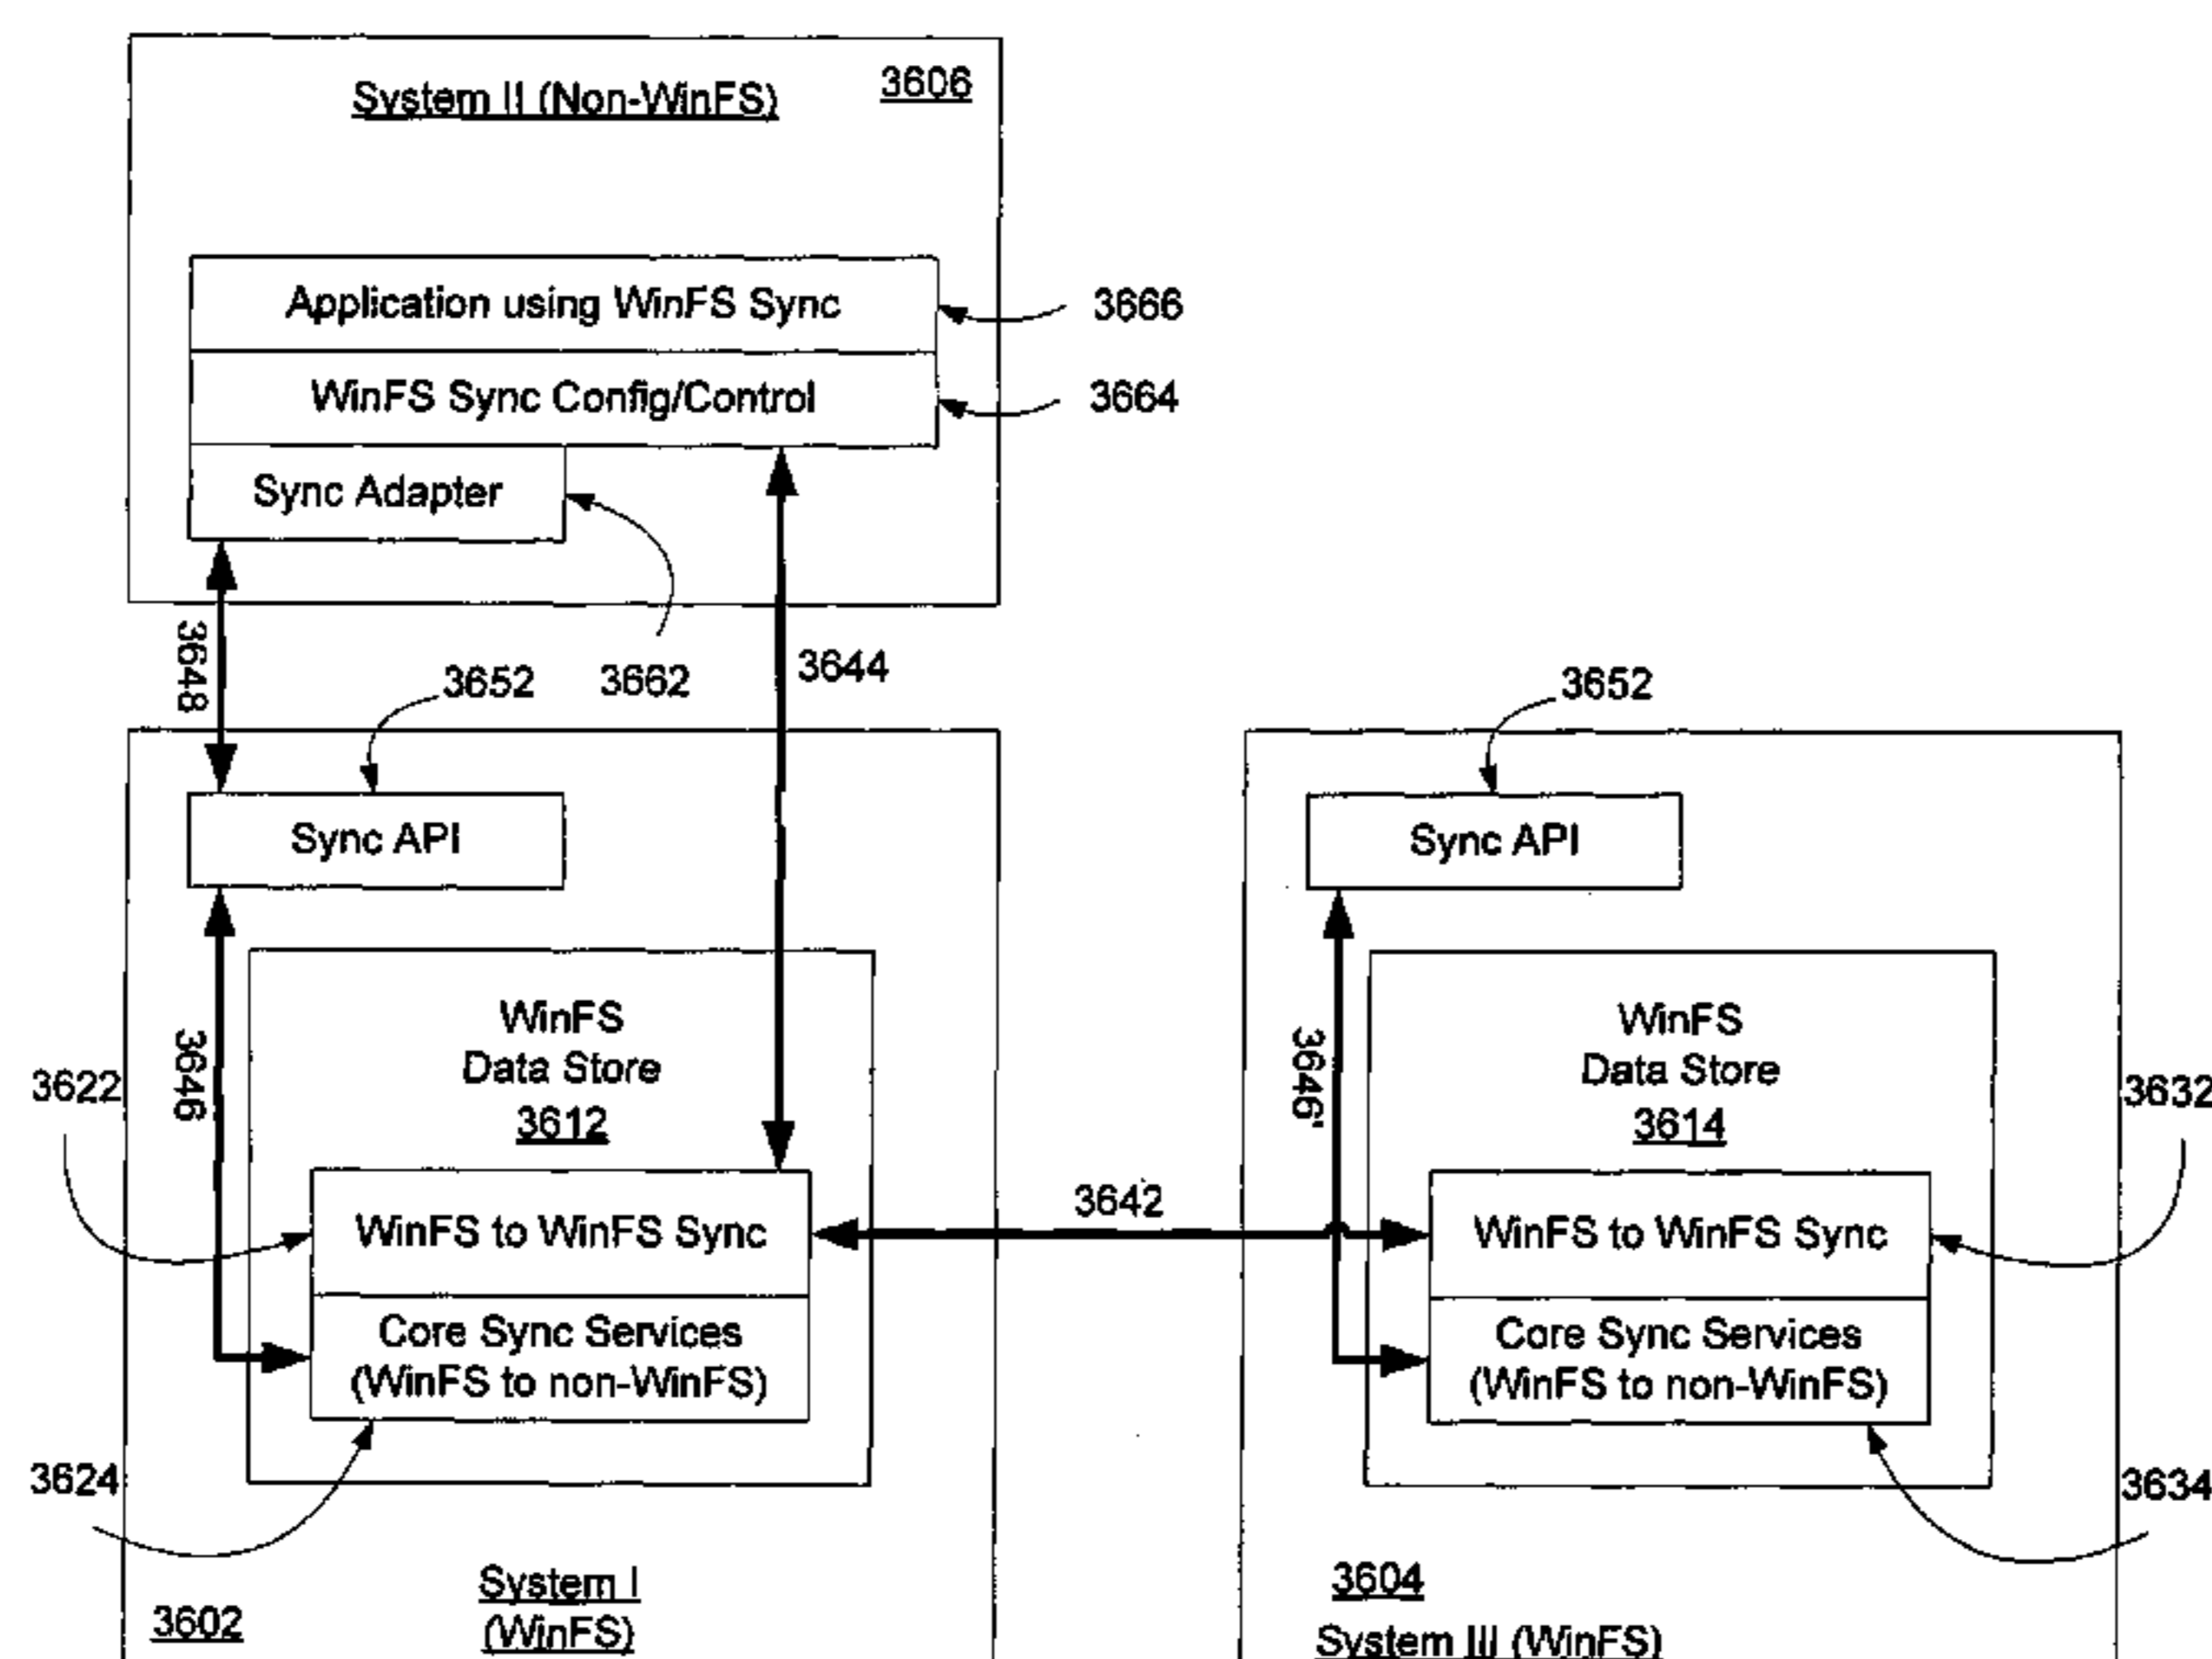 3606
System II (Non-WinFS)
Application using WinFS Sync
3666
WinFS Sync Config/Control
3664
Sync Adapter
3648
3652
3662
3644
3652
Sync API
Sync API
WinFS
Data Store
3612
3646
3622
WinFS
Data Store
3614
3646'
3632
WinFS to WinFS Sync
3642
WinFS to WinFS Sync
Core Sync Services
(WinFS to non-WinFS)
Core Sync Services
(WinFS to non-WinFS)
3624
3634
System I
(WinFS)
3602
3604
System III (WinFS)